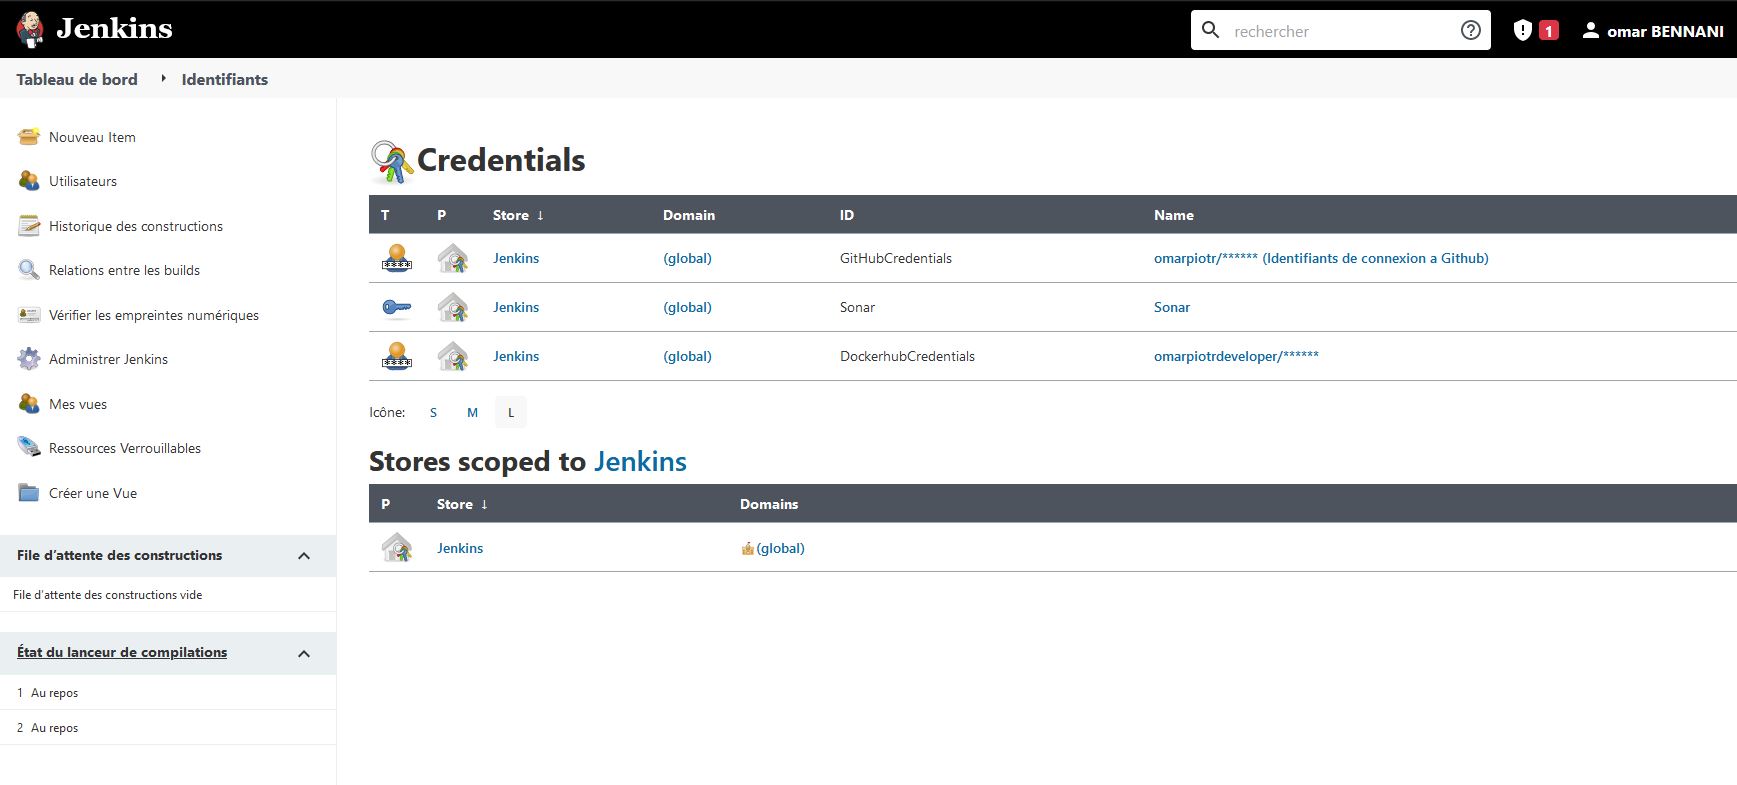 Jenkins
rechercher
1
omar BENNANI
Tableau de bord
Identifiants
Nouveau Item
Utilisateurs
Historique des constructions
Relations entre les builds
Vérifier les empreintes numériques
Administrer Jenkins
Mes vues
Ressources Verrouillables
Créer une Vue
File d’attente des constructions
File d’attente des constructions vide
État du lanceur de compilations
1 Au repos
2 Au repos
Credentials
T P Store ↓ Domain ID Name
Jenkins (global) GitHubCredentials omarpiotr/****** (Identifiants de connexion a Github)
Jenkins (global) Sonar Sonar
Jenkins (global) DockerhubCredentials omarpiotrdeveloper/******
Icône: S M L
Stores scoped to Jenkins
P Store ↓ Domains
Jenkins (global)